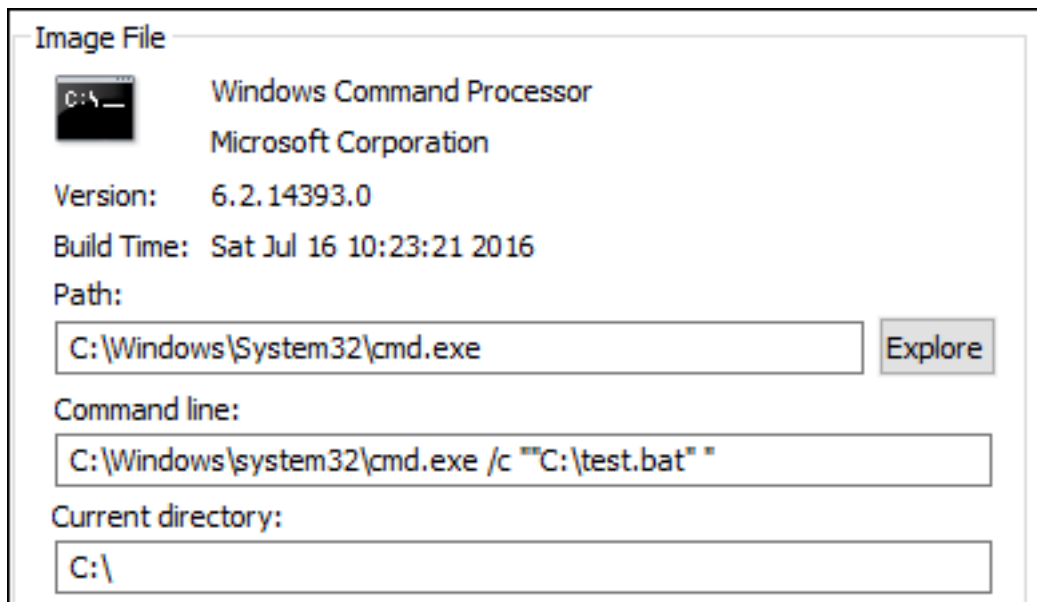 Image File
C:\
Windows Command Processor
Microsoft Corporation
Version: 6.2.14393.0
Build Time: Sat Jul 16 10:23:21 2016
Path:
C:\Windows\System32\cmd.exe Explore
Command line:
C:\Windows\system32\cmd.exe /c ""C:\test.bat" "
Current directory:
C:\